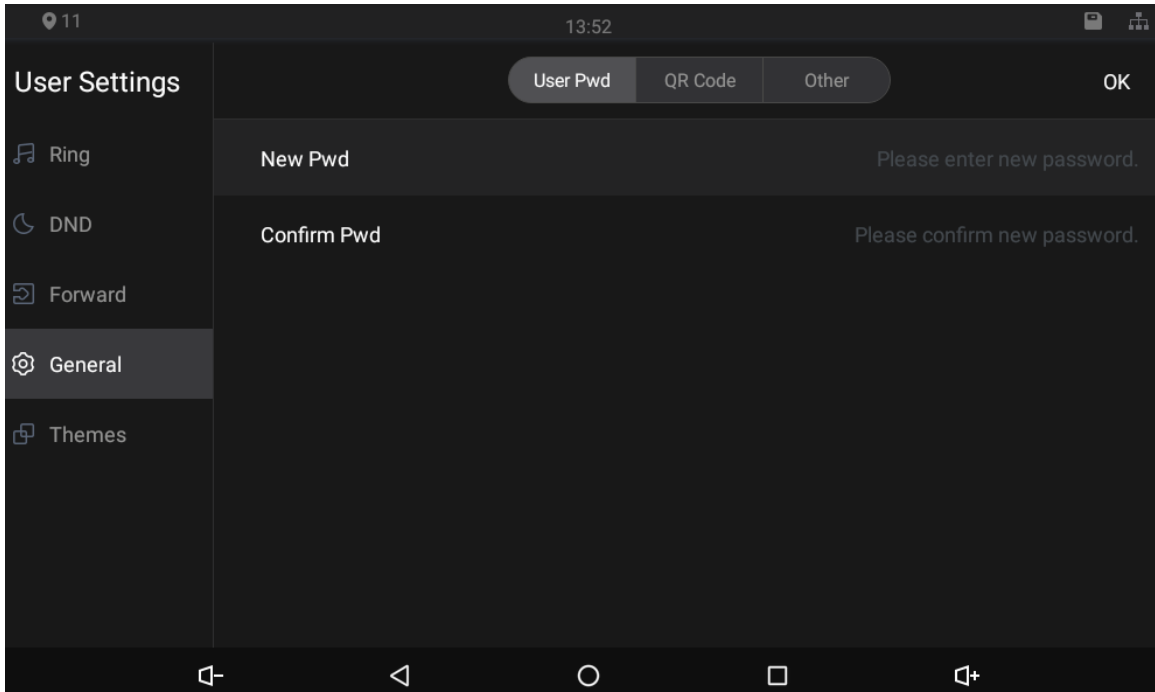 11
13:52
User Settings
User Pwd
QR Code
Other
OK
Ring
New Pwd
Please enter new password.
DND
Confirm Pwd
Please confirm new password.
Forward
General
Themes